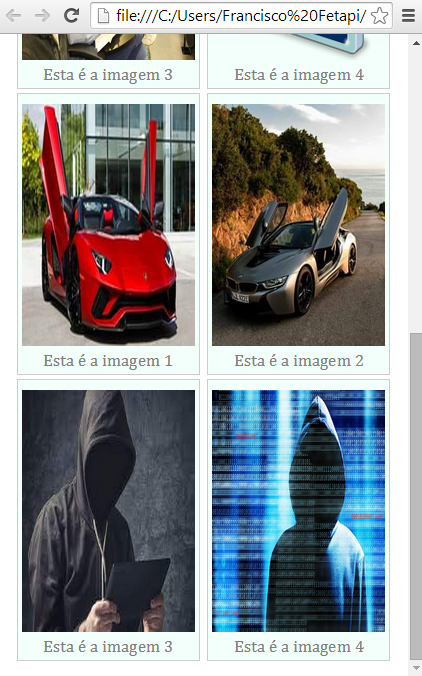 file:///C:/Users/Francisco%20Fetapi/
Esta é a imagem 3
Esta é a imagem 4
Esta é a imagem 1
Esta é a imagem 2
Esta é a imagem 3
Esta é a imagem 4